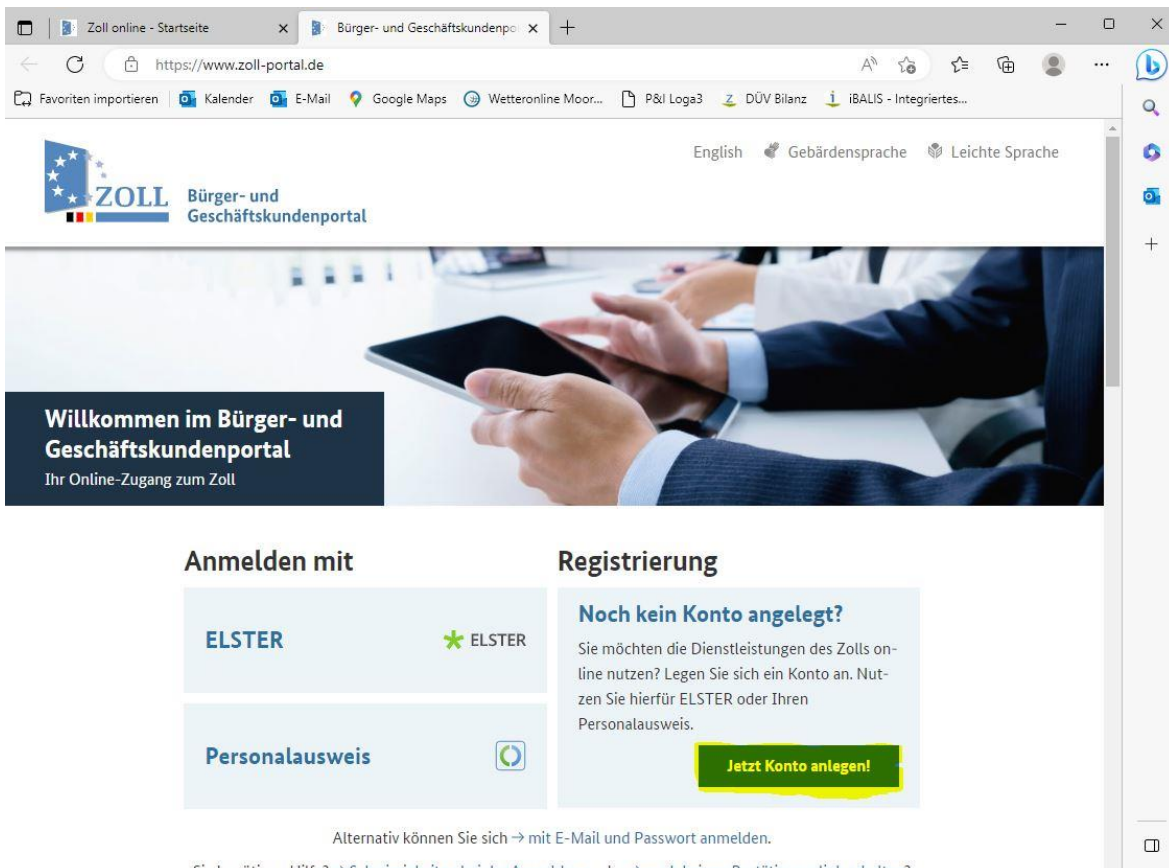 Zoll online - Startseite
Bürger- und Geschäftskundenpo
https://www.zoll-portal.de
Favoriten importieren
Kalender
E-Mail
Google Maps
Wetteronline Moor...
P&I Loga3
DÜV Bilanz
iBALIS - Integriertes...
English
Gebärdensprache
Leichte Sprache
ZOLL
Bürger- und
Geschäftskundenportal
Willkommen im Bürger- und
Geschäftskundenportal
Ihr Online-Zugang zum Zoll
Anmelden mit
ELSTER
ELSTER
Personalausweis
Registrierung
Noch kein Konto angelegt?
Sie möchten die Dienstleistungen des Zolls on-
line nutzen? Legen Sie sich ein Konto an. Nut-
zen Sie hierfür ELSTER oder Ihren
Personalausweis.
Jetzt Konto anlegen!
Alternativ können Sie sich → mit E-Mail und Passwort anmelden.